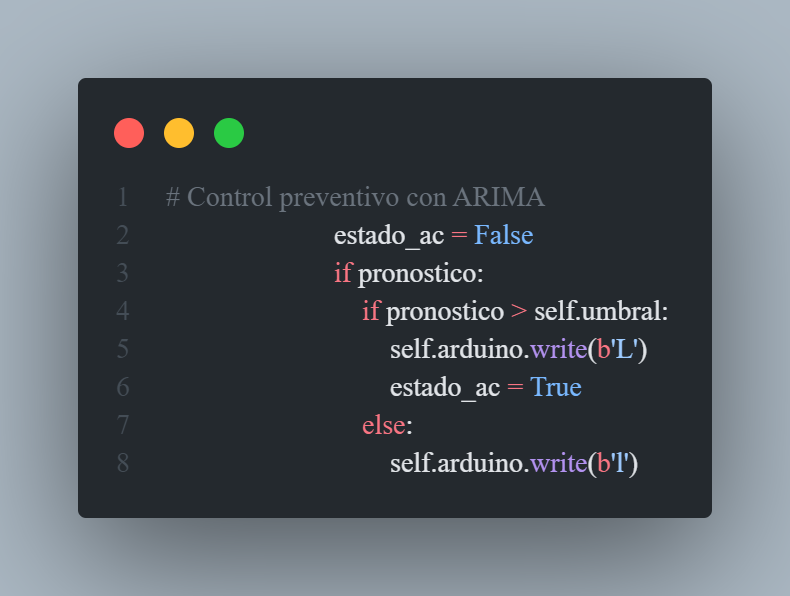 1 # Control preventivo con ARIMA
2 estado_ac = False
3 if pronostico:
4 if pronostico > self.umbral:
5 self.arduino.write(b'L')
6 estado_ac = True
7 else:
8 self.arduino.write(b'l')